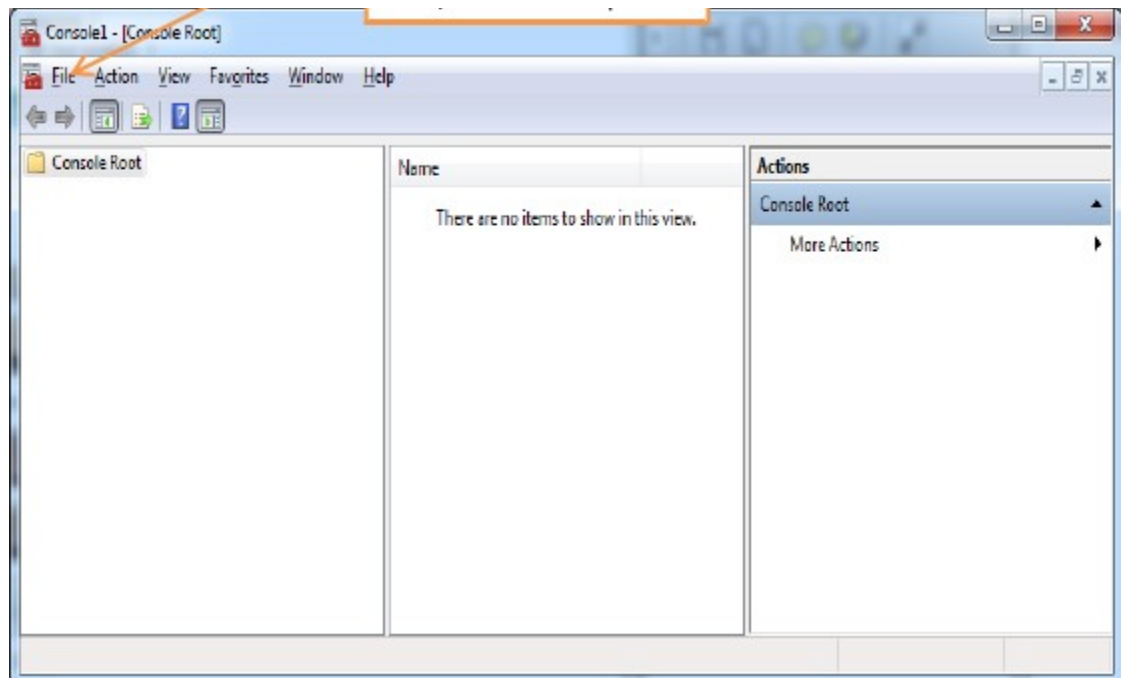 Console1 - [Console Root]
File Action View Favorites Window Help
Console Root
Name
There are no items to show in this view.
Actions
Console Root
More Actions